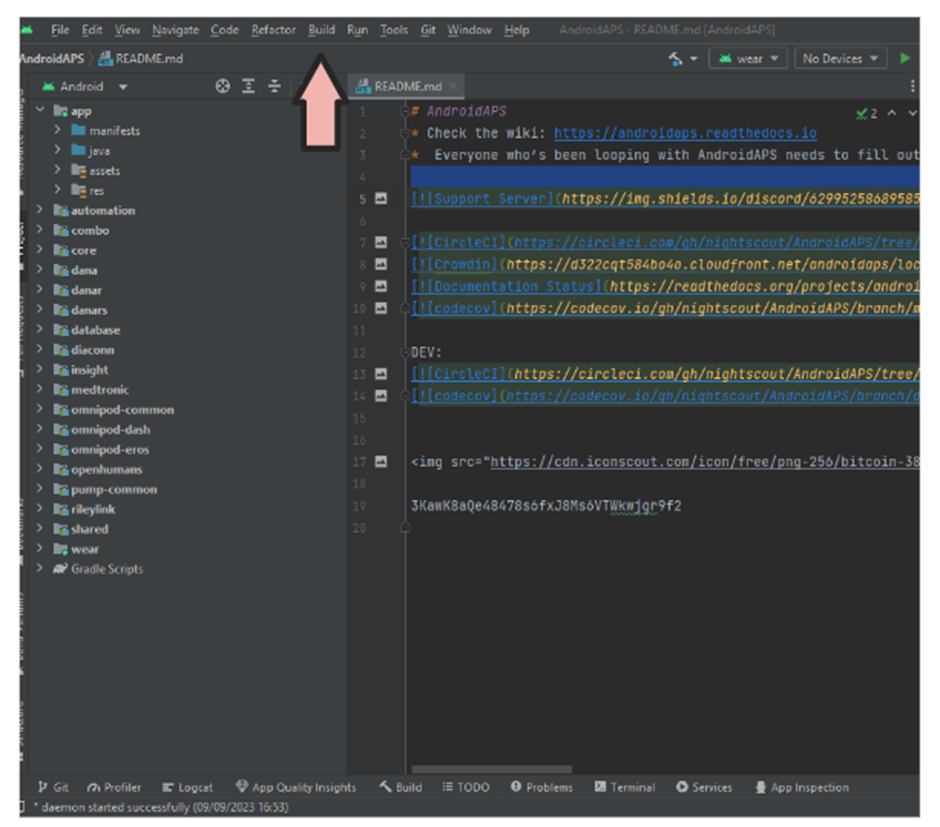 File Edit View Navigate Code Refactor Build Run Tools Git Window Help AndroidAPS - README.md [AndroidAPS]
AndroidAPS README.md wear No Devices
Android README.md
app
manifests
java
assets
res
automation
combo
core
dana
danar
danars
database
diaconn
insight
medtronic
omnipod-common
omnipod-dash
omnipod-eros
openhumans
pump-common
rileylink
shared
wear
Gradle Scripts
1 # AndroidAPS 2
2 * Check the wiki: https://androidaps.readthedocs.io
3 * Everyone who's been looping with AndroidAPS needs to fill out
4
5 [![Support Server](https://img.shields.io/discord/62995258689585
6
7 [![CircleCI](https://circleci.com/gh/nightscout/AndroidAPS/tree/
8 [![Crowdin](https://d322cqt584bo4o.cloudfront.net/androidaps/loc
9 [![Documentation Status](https://readthedocs.org/projects/androi
10 [![codecov](https://codecov.io/gh/nightscout/AndroidAPS/branch/m
11
12 DEV:
13 [![CircleCI](https://circleci.com/gh/nightscout/AndroidAPS/tree/
14 [![codecov](https://codecov.io/gh/nightscout/AndroidAPS/branch/d
15
16
17 <img src="https://cdn.iconscout.com/icon/free/png-256/bitcoin-38
18
19 3KawK8aQe48478s6fxJ8Ms6VTWkwjgr9f2
20
Git Profiler Logcat App Quality Insights Build TODO Problems Terminal Services App Inspection
* daemon started successfully (09/09/2023 16:53)